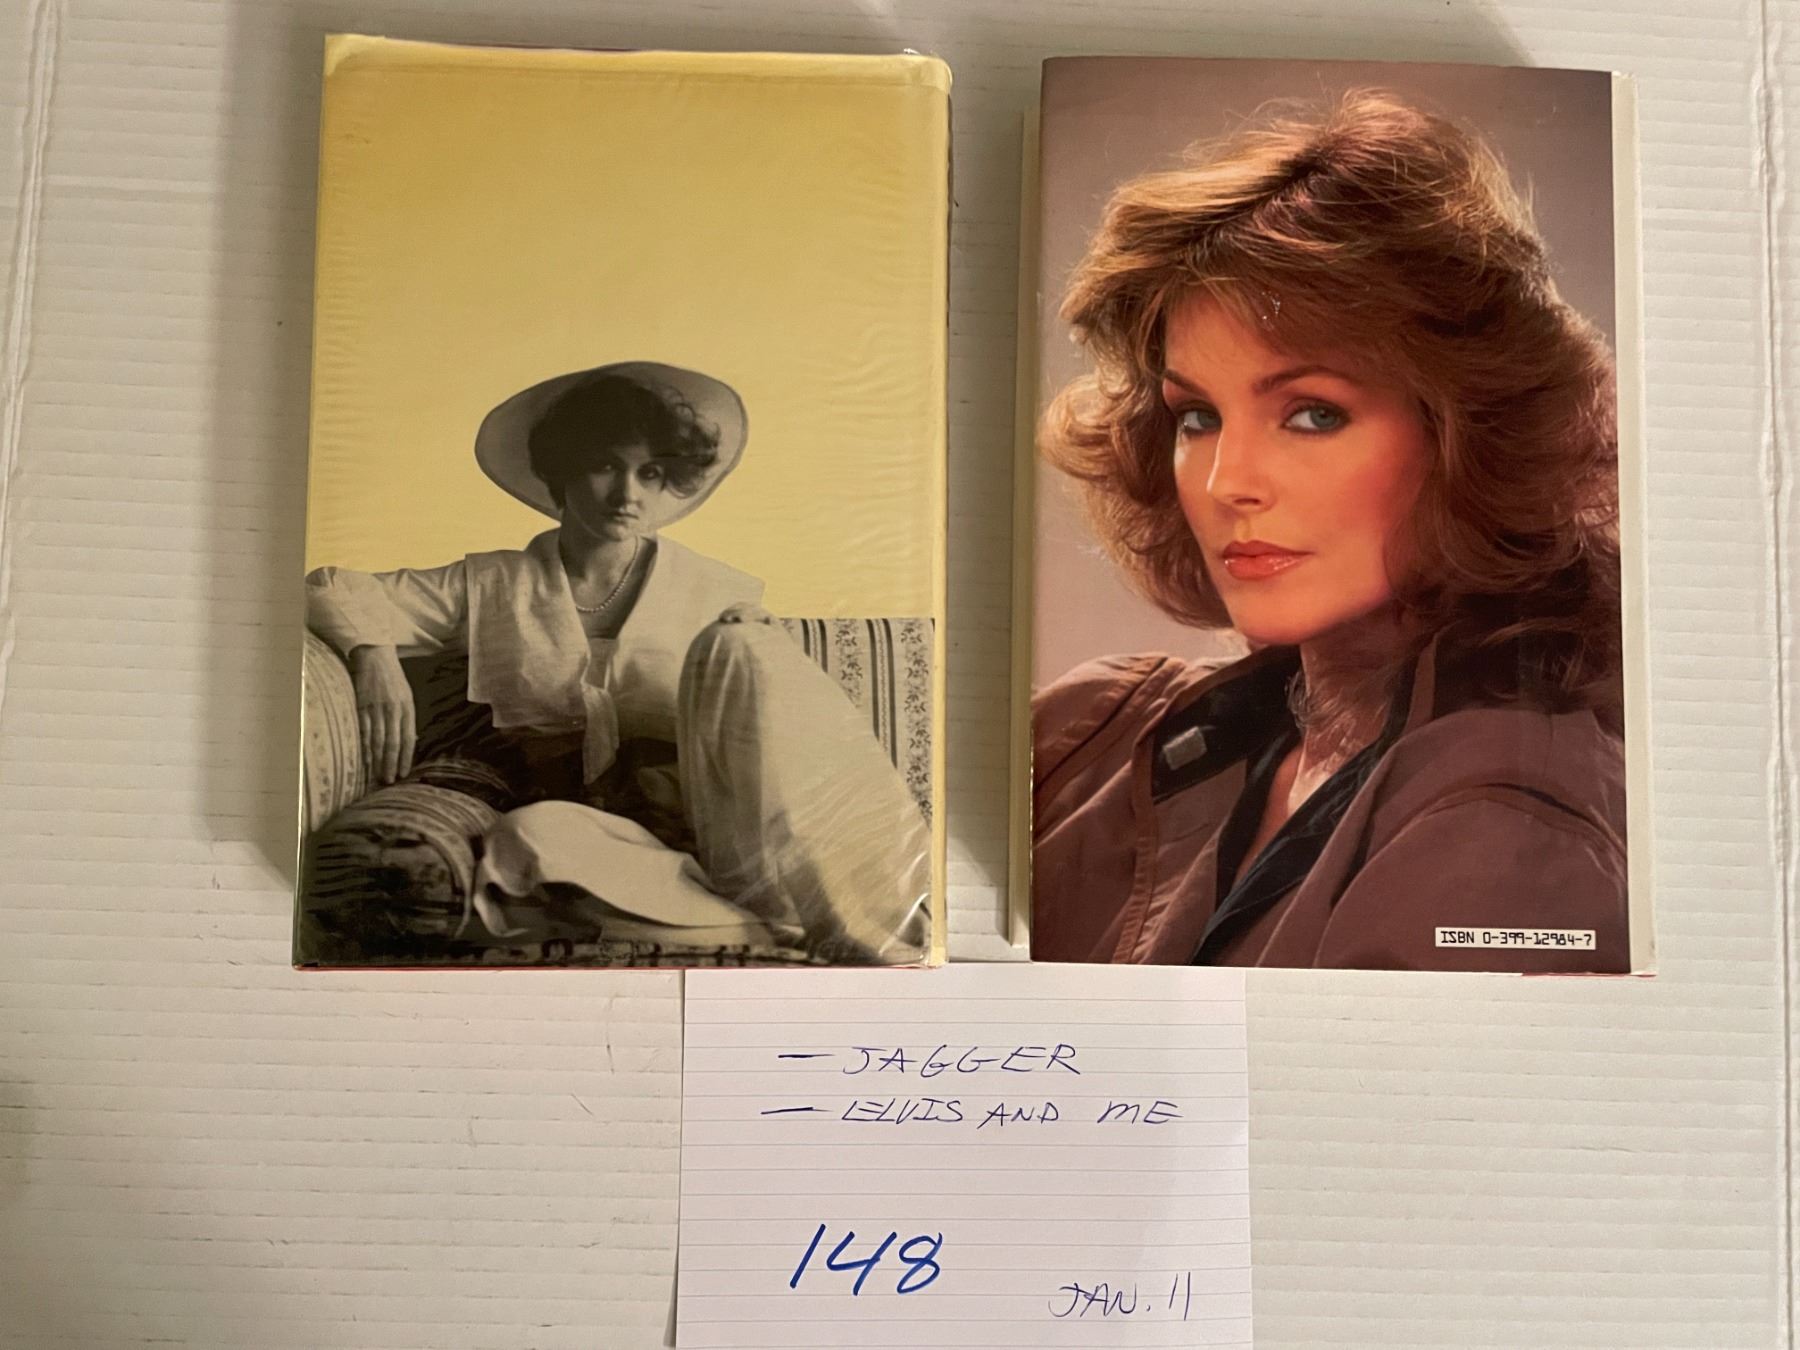 ISBN 0-399-12984-7
— JAGGER
— ELVIS AND ME
148
JAN. 11